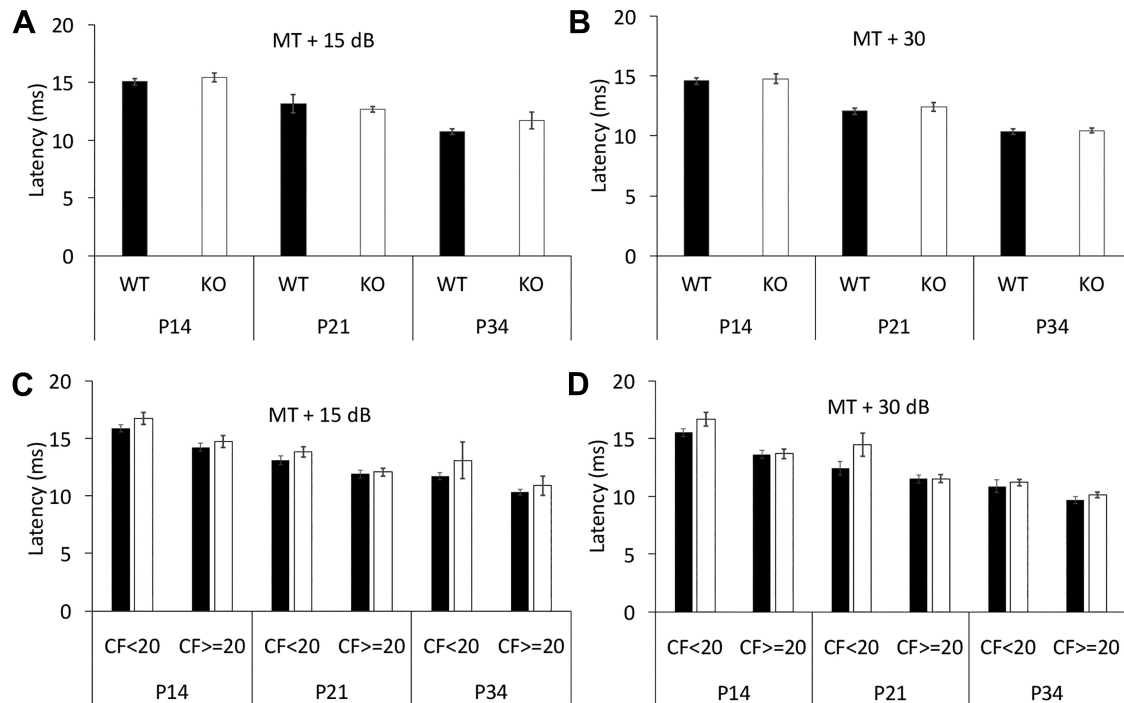 A
MT + 15 dB
Latency (ms)
20
15
10
5
0
WT KO WT KO WT KO
P14 P21 P34
B
MT + 30
Latency (ms)
20
15
10
5
0
WT KO WT KO WT KO
P14 P21 P34
C
MT + 15 dB
Latency (ms)
20
15
10
5
0
CF<20 CF>=20 CF<20 CF>=20 CF<20 CF>=20
P14 P21 P34
D
MT + 30 dB
Latency (ms)
20
15
10
5
0
CF<20 CF>=20 CF<20 CF>=20 CF<20 CF>=20
P14 P21 P34